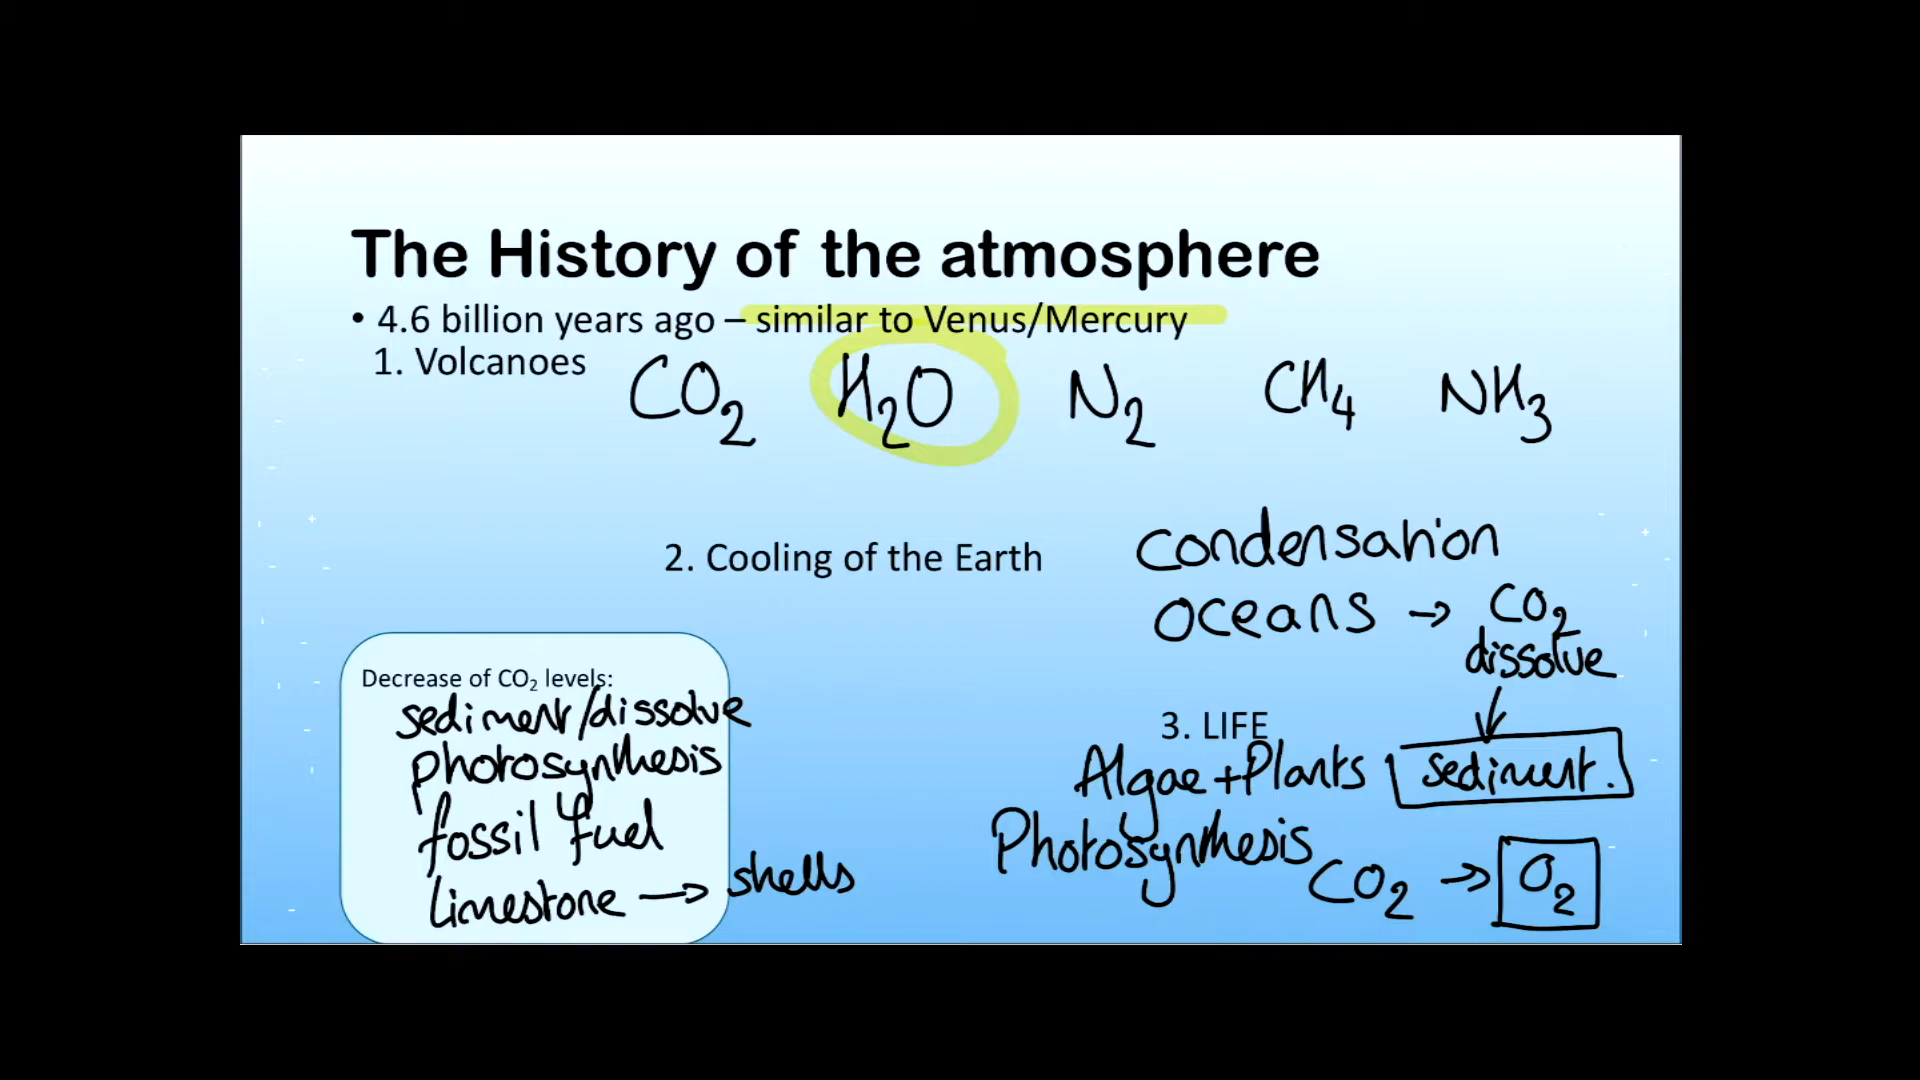 The History of the atmosphere
• 4.6 billion years ago – similar to Venus/Mercury
1. Volcanoes
CO₂ H₂O N₂ CH₄ NH₃
2. Cooling of the Earth
condensation
oceans → CO₂
dissolve
↓
sediment.
3. LIFE
Algae + Plants
Photosynthesis
CO₂ → O₂
Decrease of CO₂ levels:
sediment/dissolve
photosynthesis
fossil fuel
limestone → shells